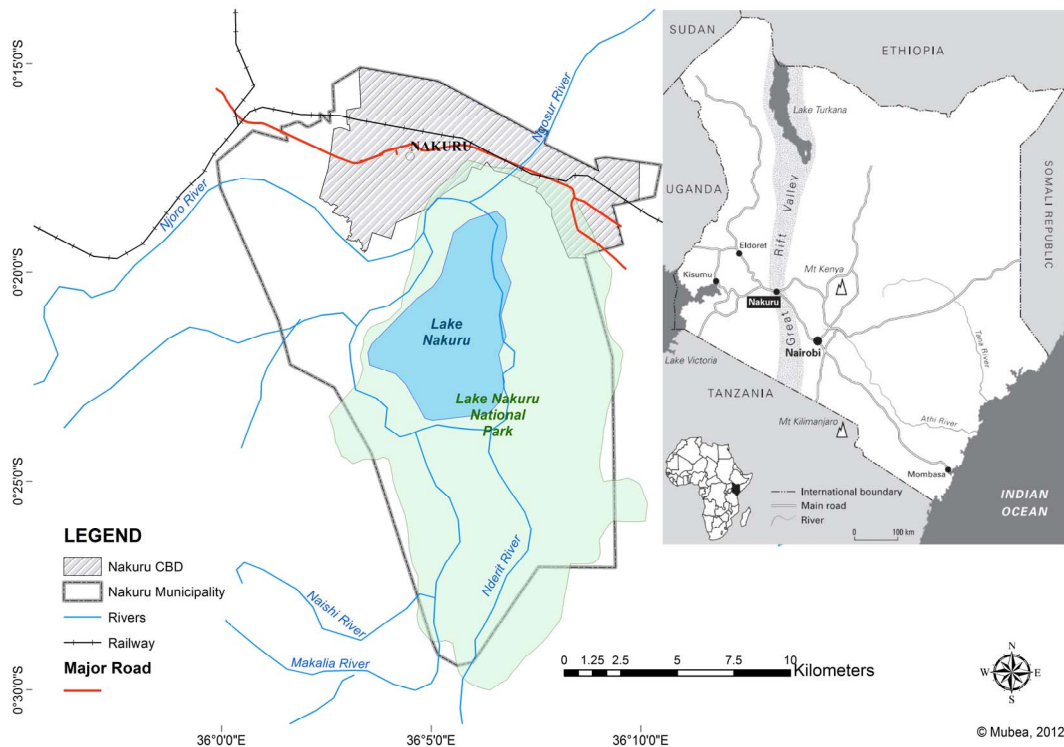 0°15'0"S
0°20'0"S
0°25'0"S
0°30'0"S
36°0'0"E
36°5'0"E
36°10'0"E
Ngosur River
NAKURU
Njoro River
Lake
Nakuru
Lake Nakuru
National
Park
Nderit River
Naishi River
Makalia River
LEGEND
Nakuru CBD
Nakuru Municipality
Rivers
Railway
Major Road
0 1.25 2.5 5 7.5 10
Kilometers
N
W E
S
© Mubea, 2012
SUDAN
ETHIOPIA
Lake Turkana
UGANDA
SOMALI REPUBLIC
Great Rift Valley
Eldoret
Kisumu
Mt Kenya
Nakuru
Nairobi
Tana River
Lake Victoria
TANZANIA
Mt Kilimanjaro
Athi River
Mombasa
INDIAN
OCEAN
International boundary
Main road
River
0 100 km